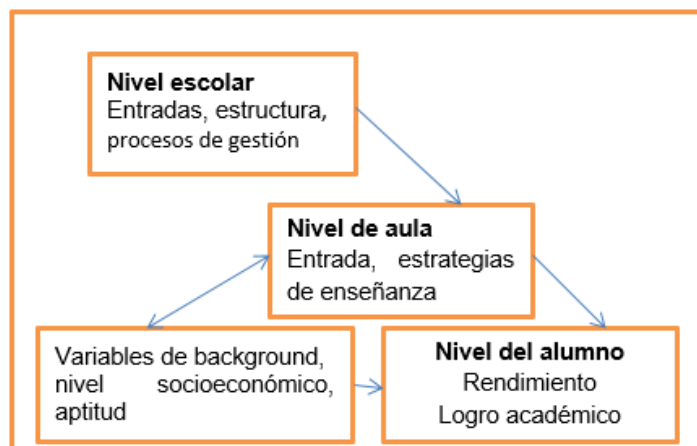 Nivel escolar
Entradas, estructura,
procesos de gestión
Nivel de aula
Entrada, estrategias
de enseñanza
Variables de background,
nivel socioeconómico,
aptitud
Nivel del alumno
Rendimiento
Logro académico